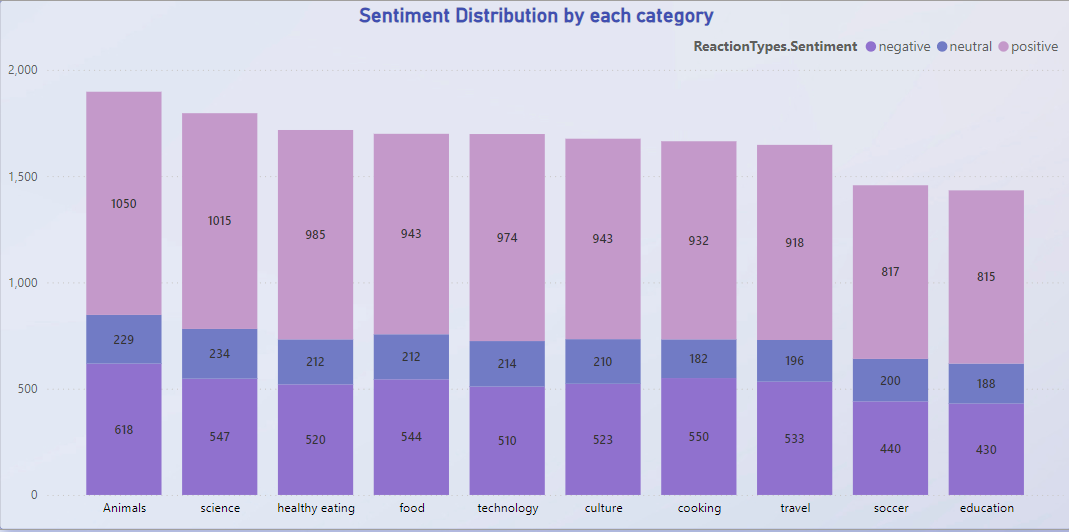 Sentiment Distribution by each category
ReactionTypes.Sentiment negative neutral positive
2,000
1,500
1,000
500
0
1050 1015 985 943 974 943 932 918 817 815
229 234 212 212 214 210 182 196 200 188
618 547 520 544 510 523 550 533 440 430
Animals science healthy eating food technology culture cooking travel soccer education